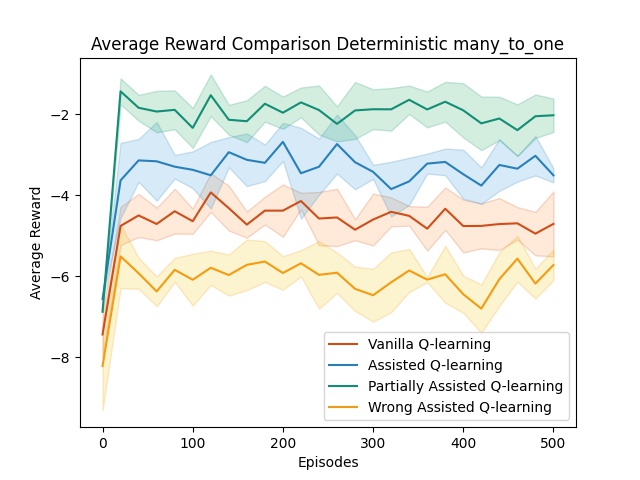 Average Reward Comparison Deterministic many_to_one
Average Reward
−2
−4
−6
−8
0
100
200
300
400
500
Episodes
Vanilla Q-learning
Assisted Q-learning
Partially Assisted Q-learning
Wrong Assisted Q-learning